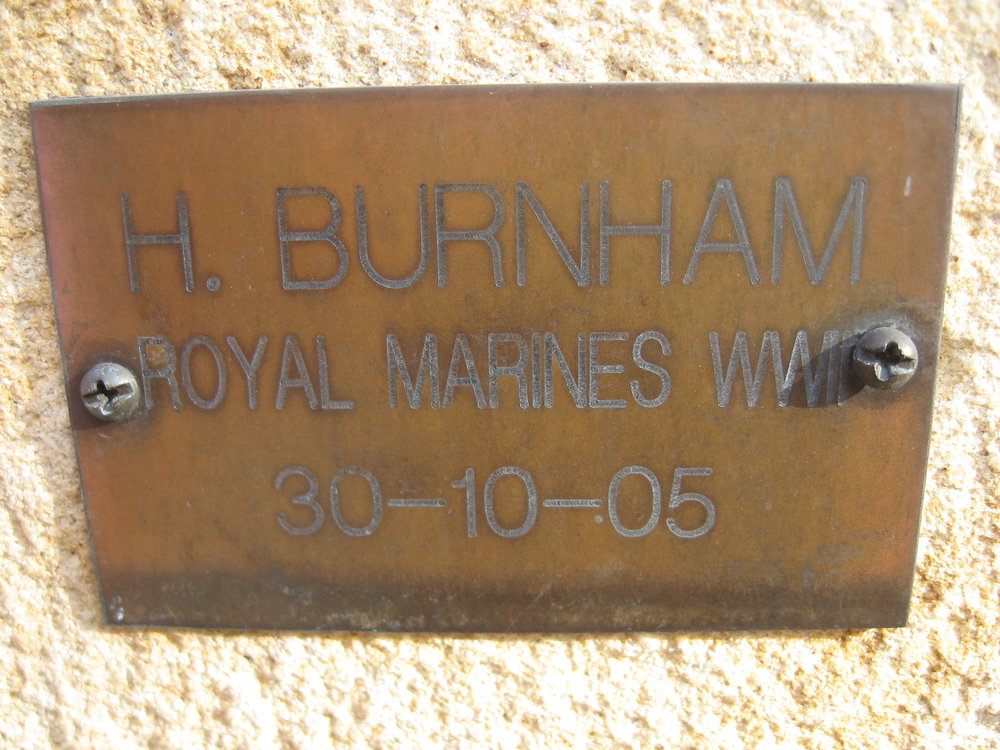 H. BURNHAM
ROYAL MARINES WWII
30-10-05